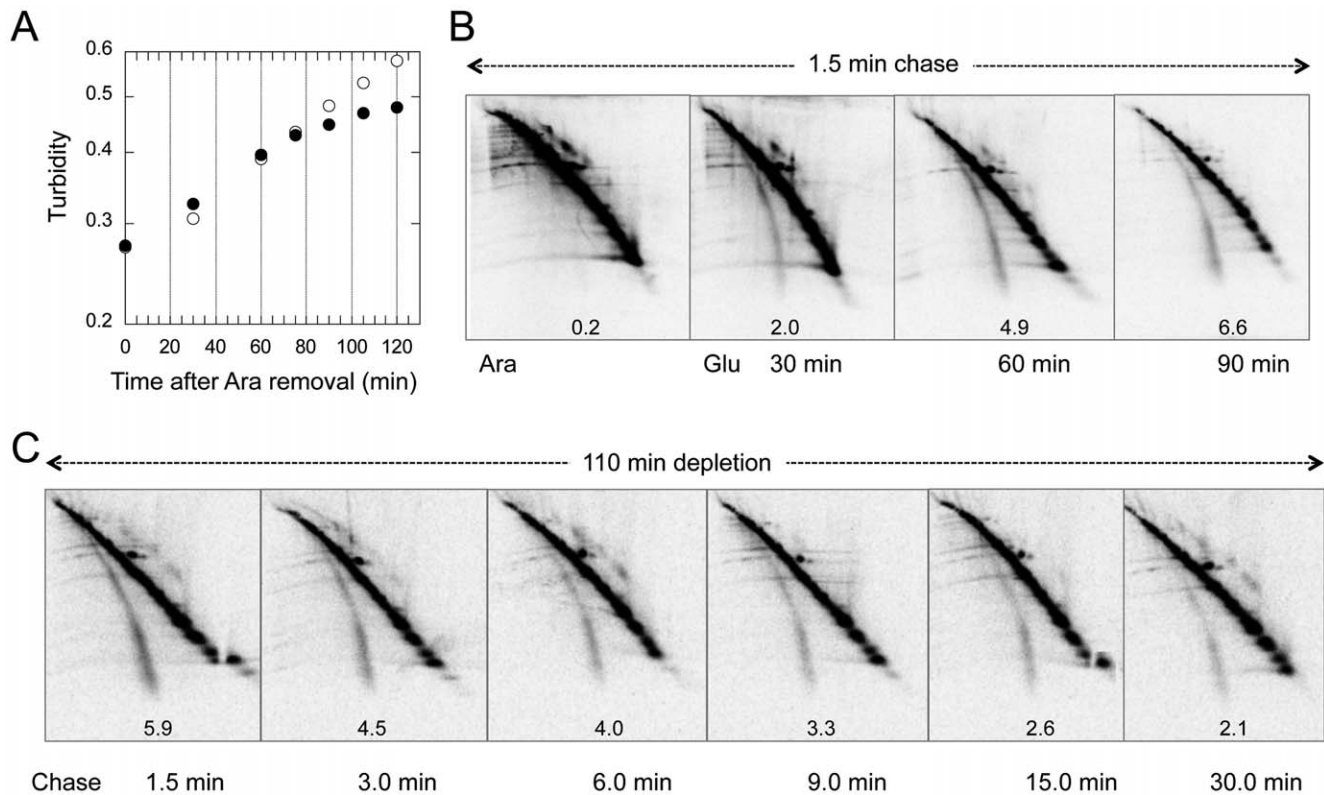 A
Turbidity
0.6
0.5
0.4
0.3
0.2
0 20 40 60 80 100 120
Time after Ara removal (min)
B
1.5 min chase
0.2 2.0 4.9 6.6
Ara Glu 30 min 60 min 90 min
C
110 min depletion
5.9 4.5 4.0 3.3 2.6 2.1
Chase 1.5 min 3.0 min 6.0 min 9.0 min 15.0 min 30.0 min